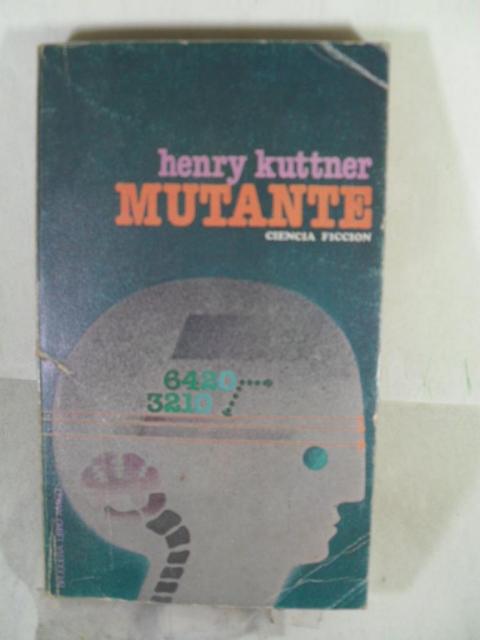 henry kuttner
MUTANTE
CIENCIA FICCION
6420
3210